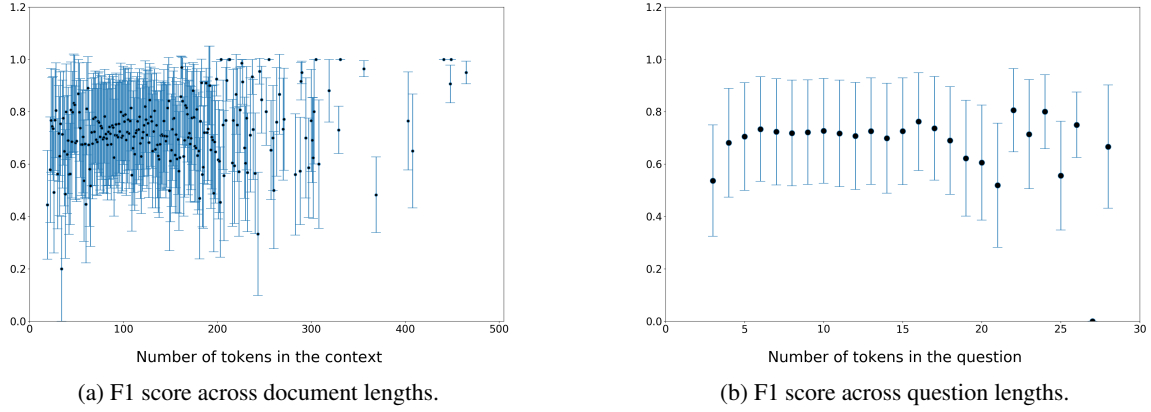 1.2
1.0
0.8
0.6
0.4
0.2
0.0
0 100 200 300 400 500
Number of tokens in the context
(a) F1 score across document lengths.
1.2
1.0
0.8
0.6
0.4
0.2
0.0
0 5 10 15 20 25 30
Number of tokens in the question
(b) F1 score across question lengths.